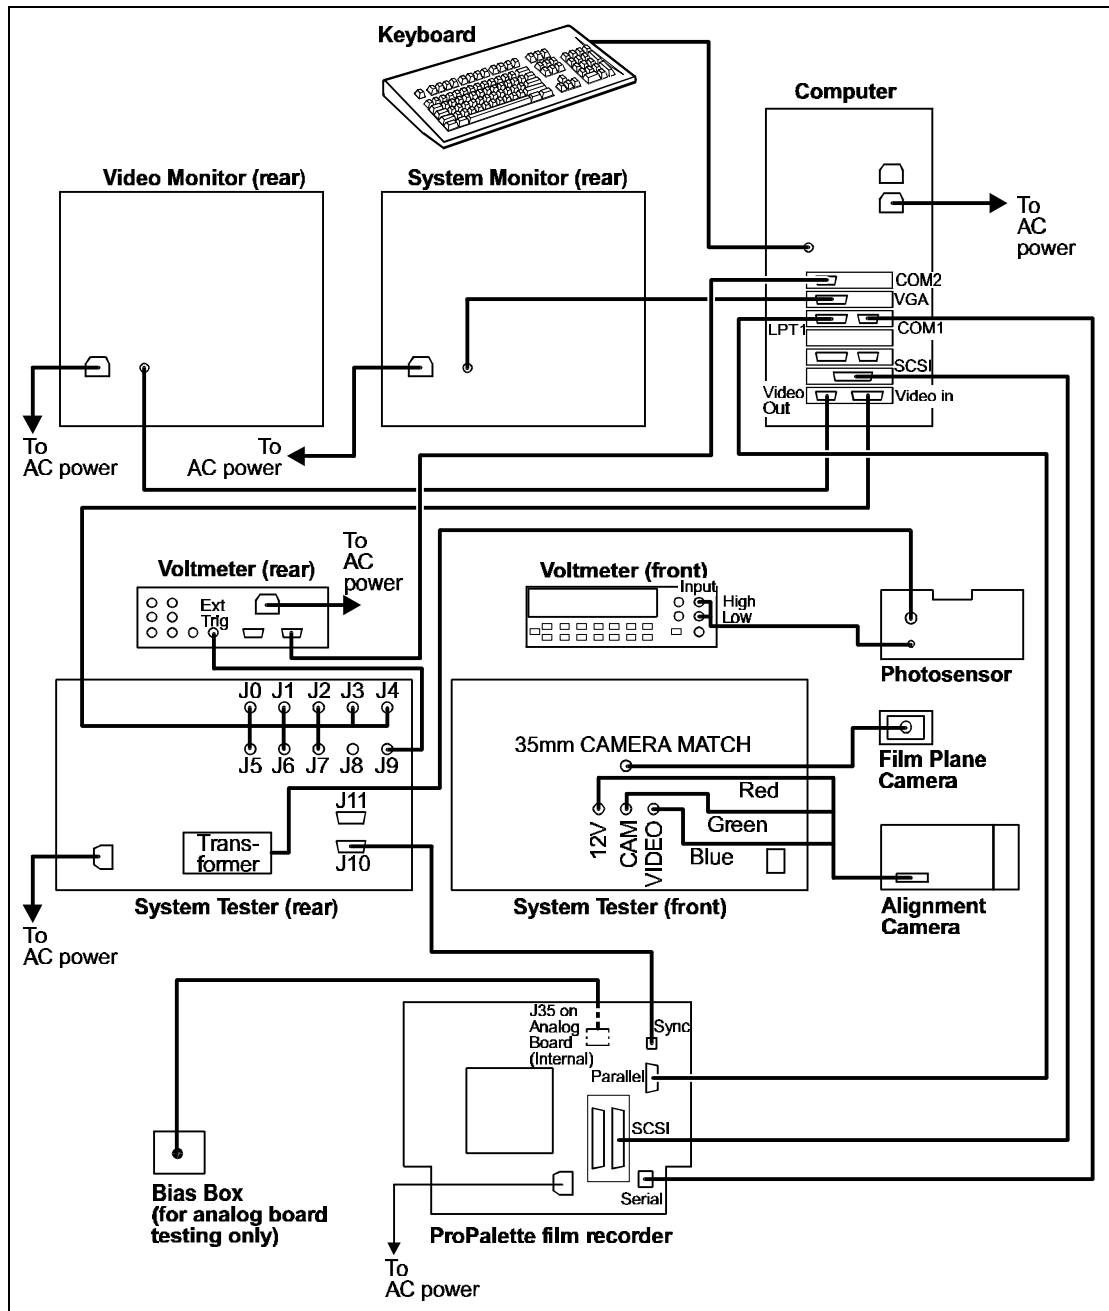 Keyboard
Computer
Video Monitor (rear)
System Monitor (rear)
To
AC
power
COM2
VGA
LPT1
COM1
SCSI
Video
Out
Video in
To
AC power
To
AC power
To
AC
power
Voltmeter (rear)
Ext
Trig
Voltmeter (front)
Input
High
Low
Photosensor
J0 J1 J2 J3 J4
J5 J6 J7 J8 J9
J11
J10
Trans-
former
System Tester (rear)
To
AC power
35mm CAMERA MATCH
Red
Green
Blue
12V
CAM
VIDEO
System Tester (front)
Film Plane
Camera
Alignment
Camera
J35 on
Analog
Board
(Internal)
Sync
Parallel
SCSI
Serial
Bias Box
(for analog board
testing only)
ProPalette film recorder
To
AC power